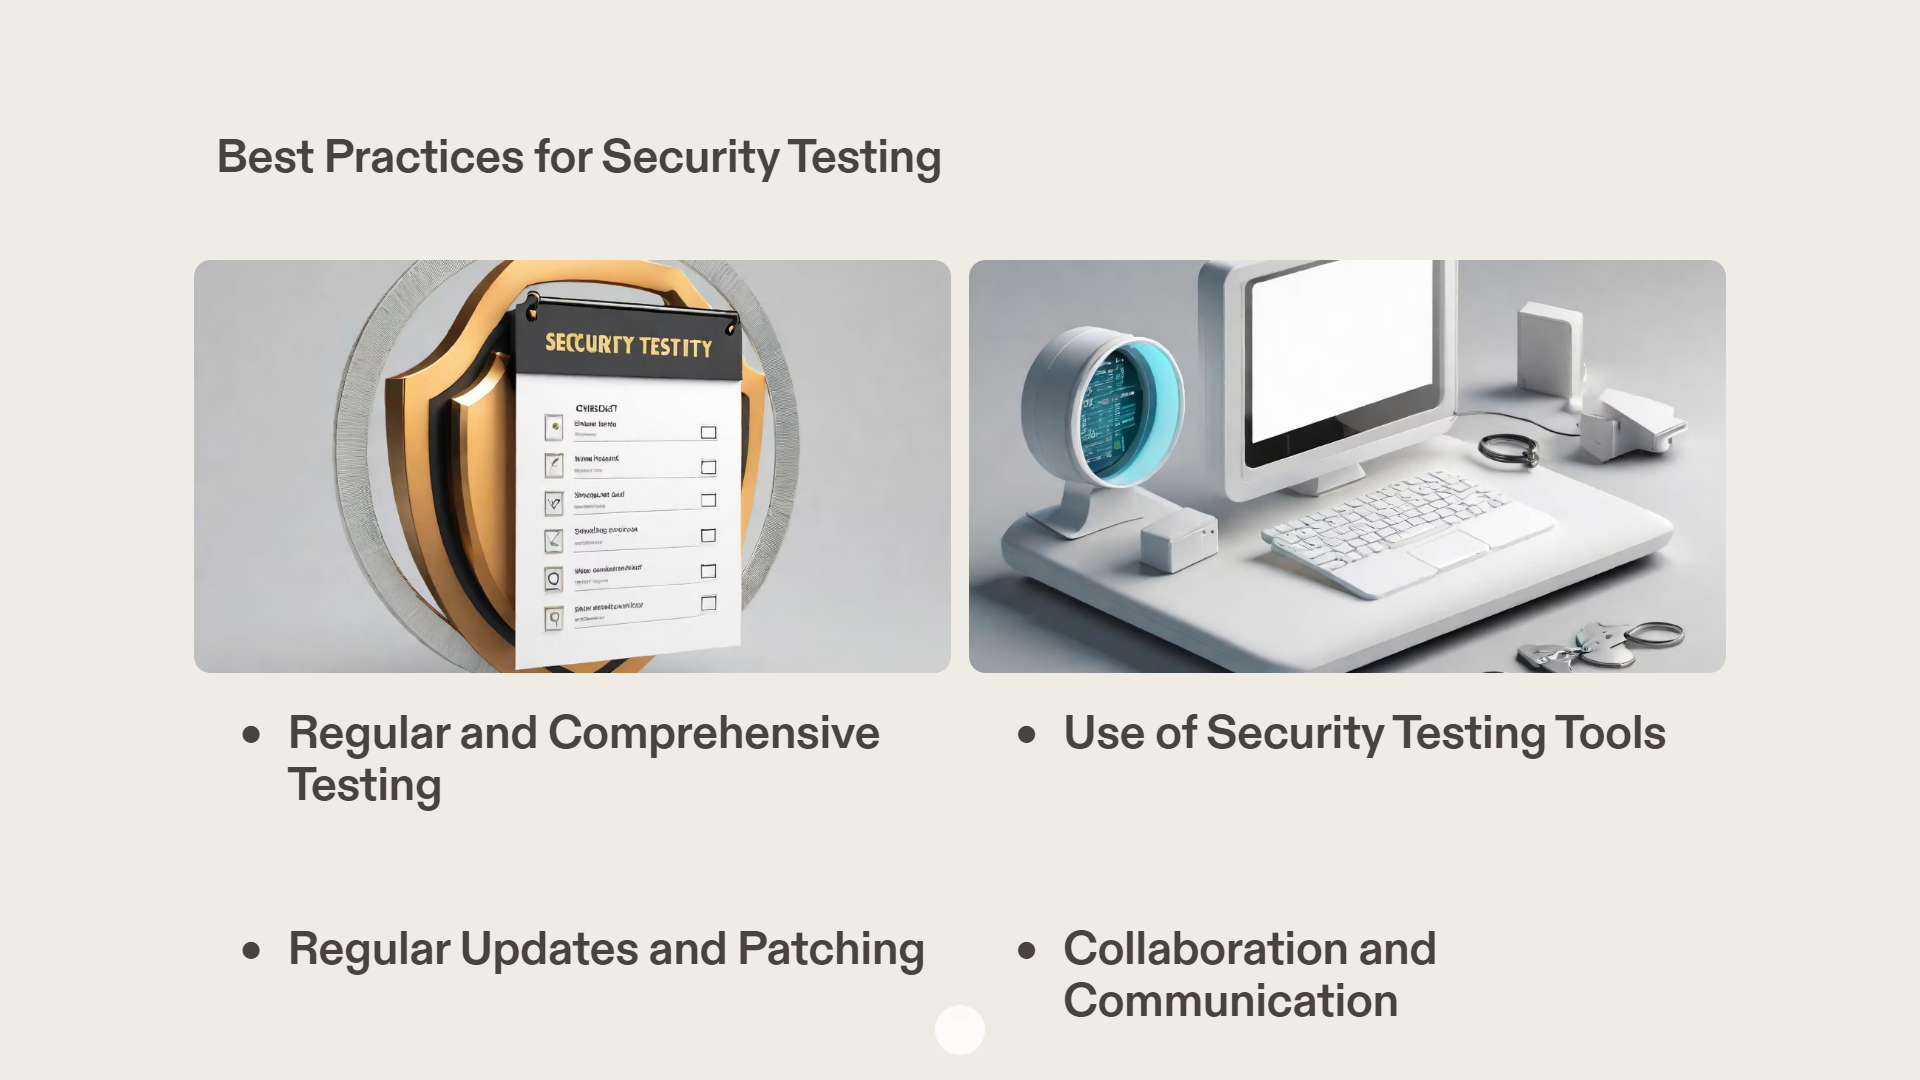 Best Practices for Security Testing
SECCURITY TESTITY
• Regular and Comprehensive
Testing
• Use of Security Testing Tools
• Regular Updates and Patching
• Collaboration and
Communication